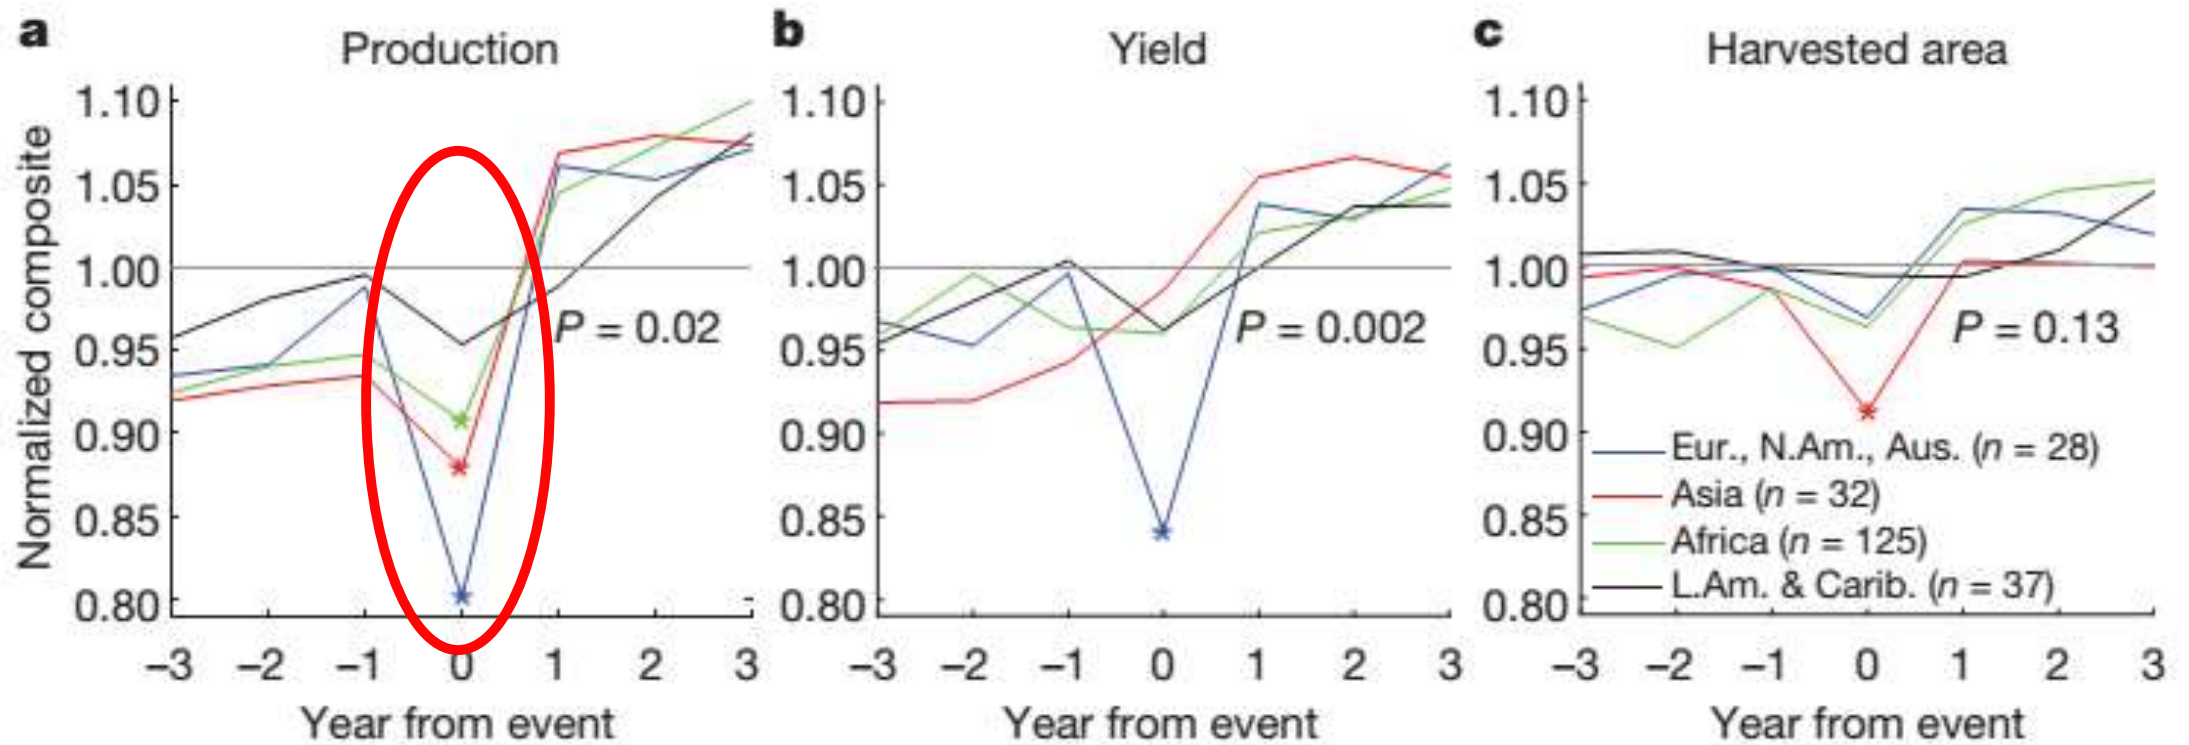 a
Production
Normalized composite
1.10
1.05
1.00
0.95
0.90
0.85
0.80
P = 0.02
–3 –2 –1 0 1 2 3
Year from event
b
Yield
1.10
1.05
1.00
0.95
0.90
0.85
0.80
P = 0.002
–3 –2 –1 0 1 2 3
Year from event
c
Harvested area
1.10
1.05
1.00
0.95
0.90
0.85
0.80
P = 0.13
Eur., N.Am., Aus. (n = 28)
Asia (n = 32)
Africa (n = 125)
L.Am. & Carib. (n = 37)
–3 –2 –1 0 1 2 3
Year from event